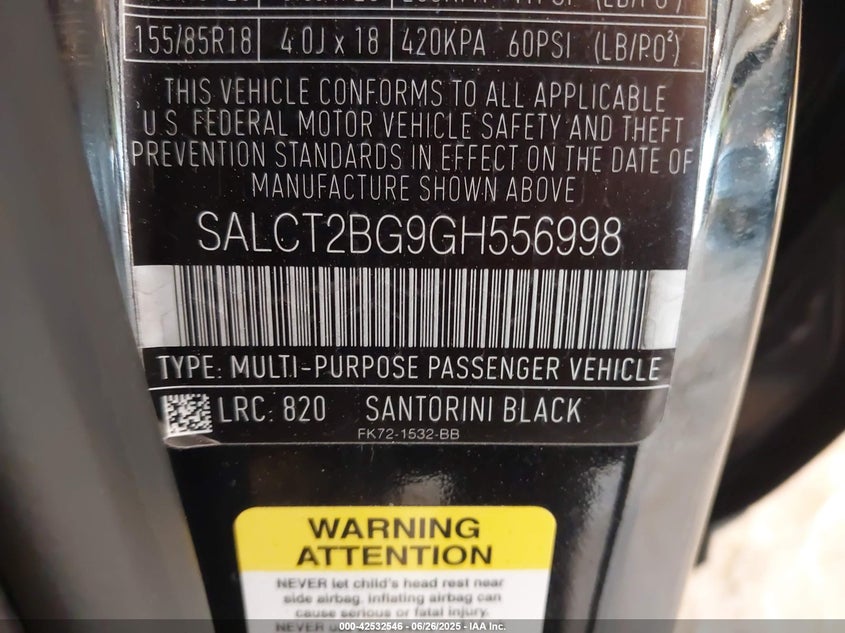 155/85R18 4.0J x 18 420KPA 60PSI (LB/PO²)
THIS VEHICLE CONFORMS TO ALL APPLICABLE
U.S. FEDERAL MOTOR VEHICLE SAFETY AND THEFT
PREVENTION STANDARDS IN EFFECT ON THE DATE OF
MANUFACTURE SHOWN ABOVE
SALCT2BG9GH556998
TYPE: MULTI-PURPOSE PASSENGER VEHICLE
LRC: 820 SANTORINI BLACK
FK72-1532-BB
WARNING
ATTENTION
NEVER let child's head rest near
side airbag, inflating airbag can
cause serious or fatal injury.
NEVER
000-42532546 - 06/26/2025 - IAA Inc.